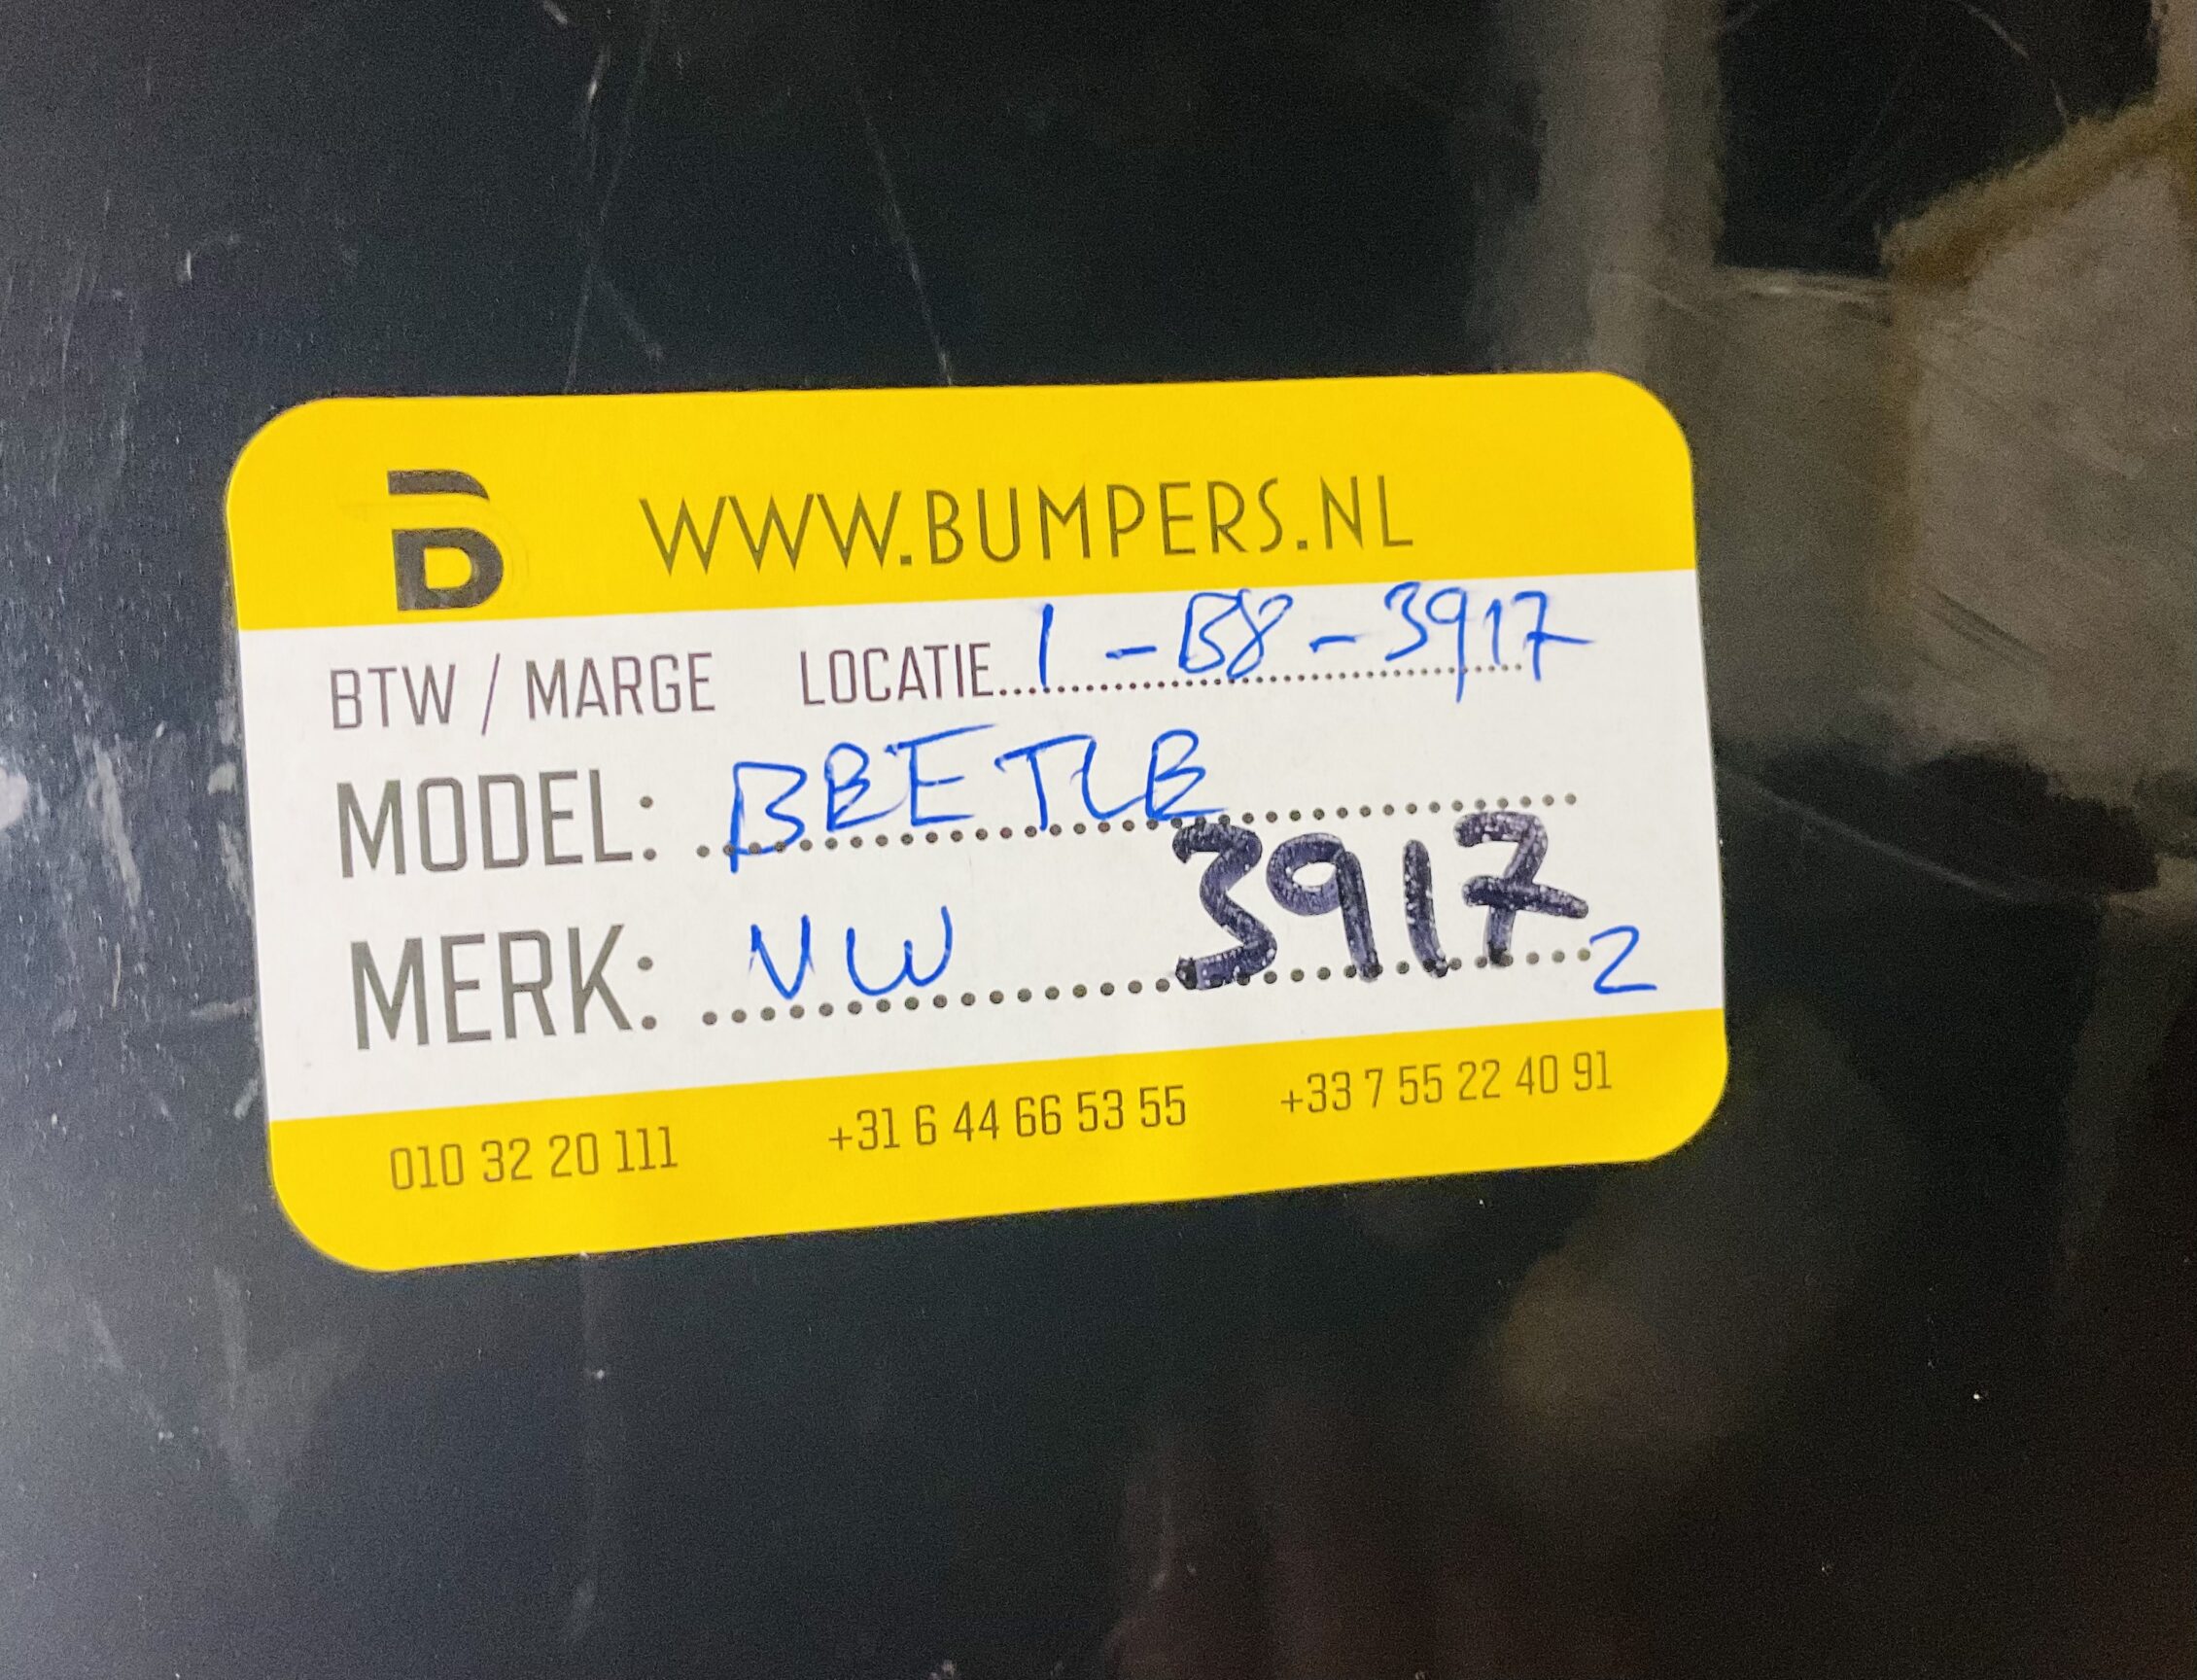 WWW.BUMPERS.NL
BTW / MARGE LOCATIE 1 - B8 - 3917
MODEL: BEETLE
MERK: VW 3917 2
010 32 20 111 +31 6 44 66 53 55 +33 7 55 22 40 91